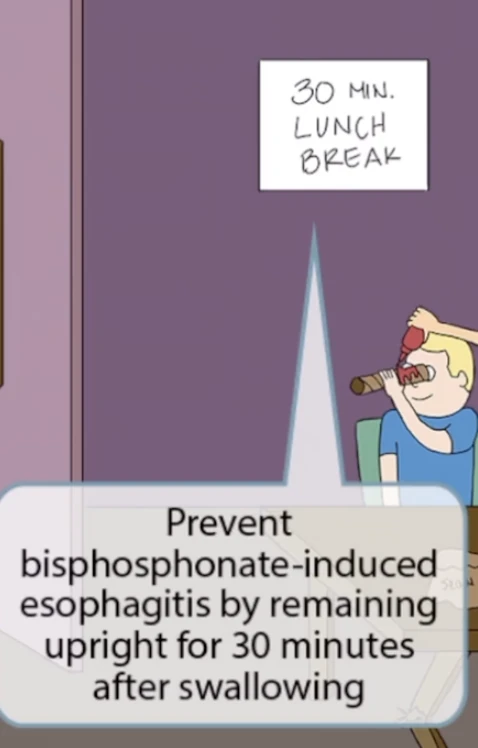 30 MIN.
LUNCH
BREAK
Prevent
bisphosphonate-induced
esophagitis by remaining
upright for 30 minutes
after swallowing